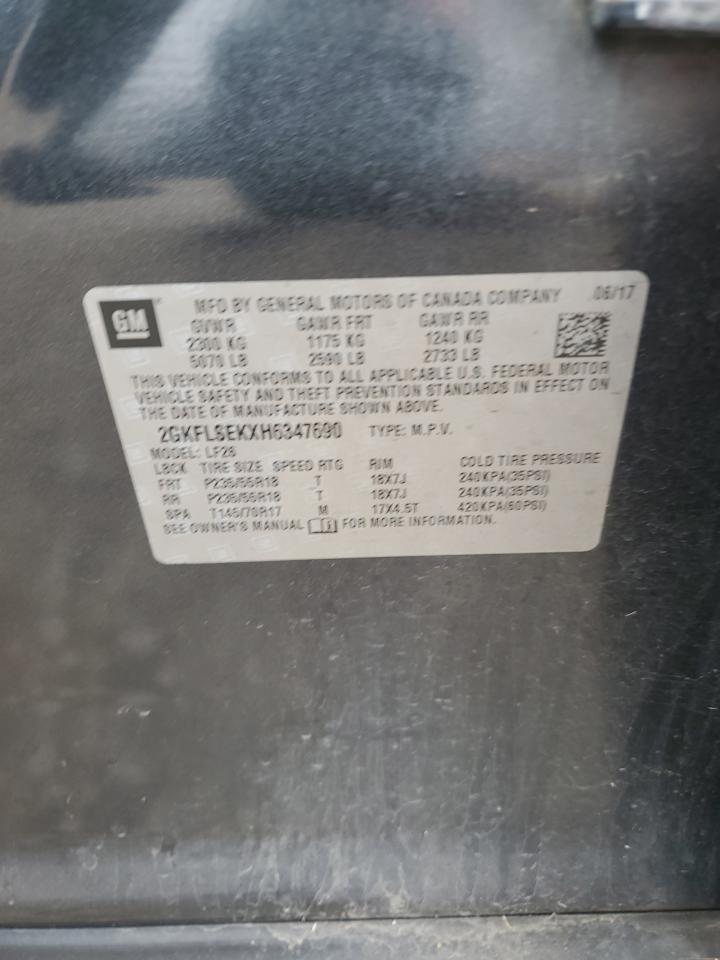 GM
MFD BY GENERAL MOTORS OF CANADA COMPANY 06/17
GVWR GAWR FRT GAWR RR
2300 KG 1175 KG 1240 KG
5070 LB 2590 LB 2733 LB
THIS VEHICLE CONFORMS TO ALL APPLICABLE U.S. FEDERAL MOTOR
VEHICLE SAFETY AND THEFT PREVENTION STANDARDS IN EFFECT ON
THE DATE OF MANUFACTURE SHOWN ABOVE.
2GKFLSEKXH6347690 TYPE: M.P.V.
MODEL: LF26
LBCK TIRE SIZE SPEED RTG RIM COLD TIRE PRESSURE
FRT P235/55R18 T 18X7J 240KPA(35PSI)
RR P235/55R18 T 18X7J 240KPA(35PSI)
SPA T145/70R17 M 17X4.5T 420KPA(60PSI)
SEE OWNER'S MANUAL FOR MORE INFORMATION.